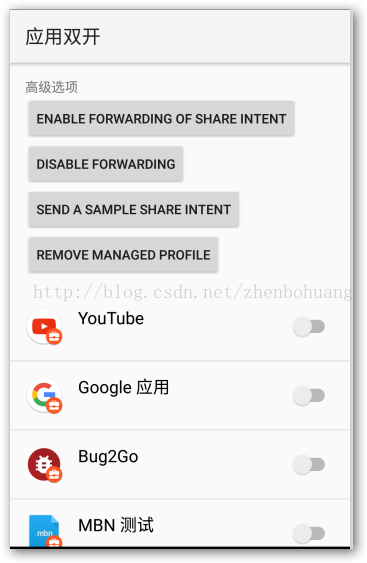 应用双开
高级选项
ENABLE FORWARDING OF SHARE INTENT
DISABLE FORWARDING
SEND A SAMPLE SHARE INTENT
REMOVE MANAGED PROFILE
http://blog.csdn.net/zhenbohuang
YouTube
Google 应用
Bug2Go
MBN 测试
.mbn